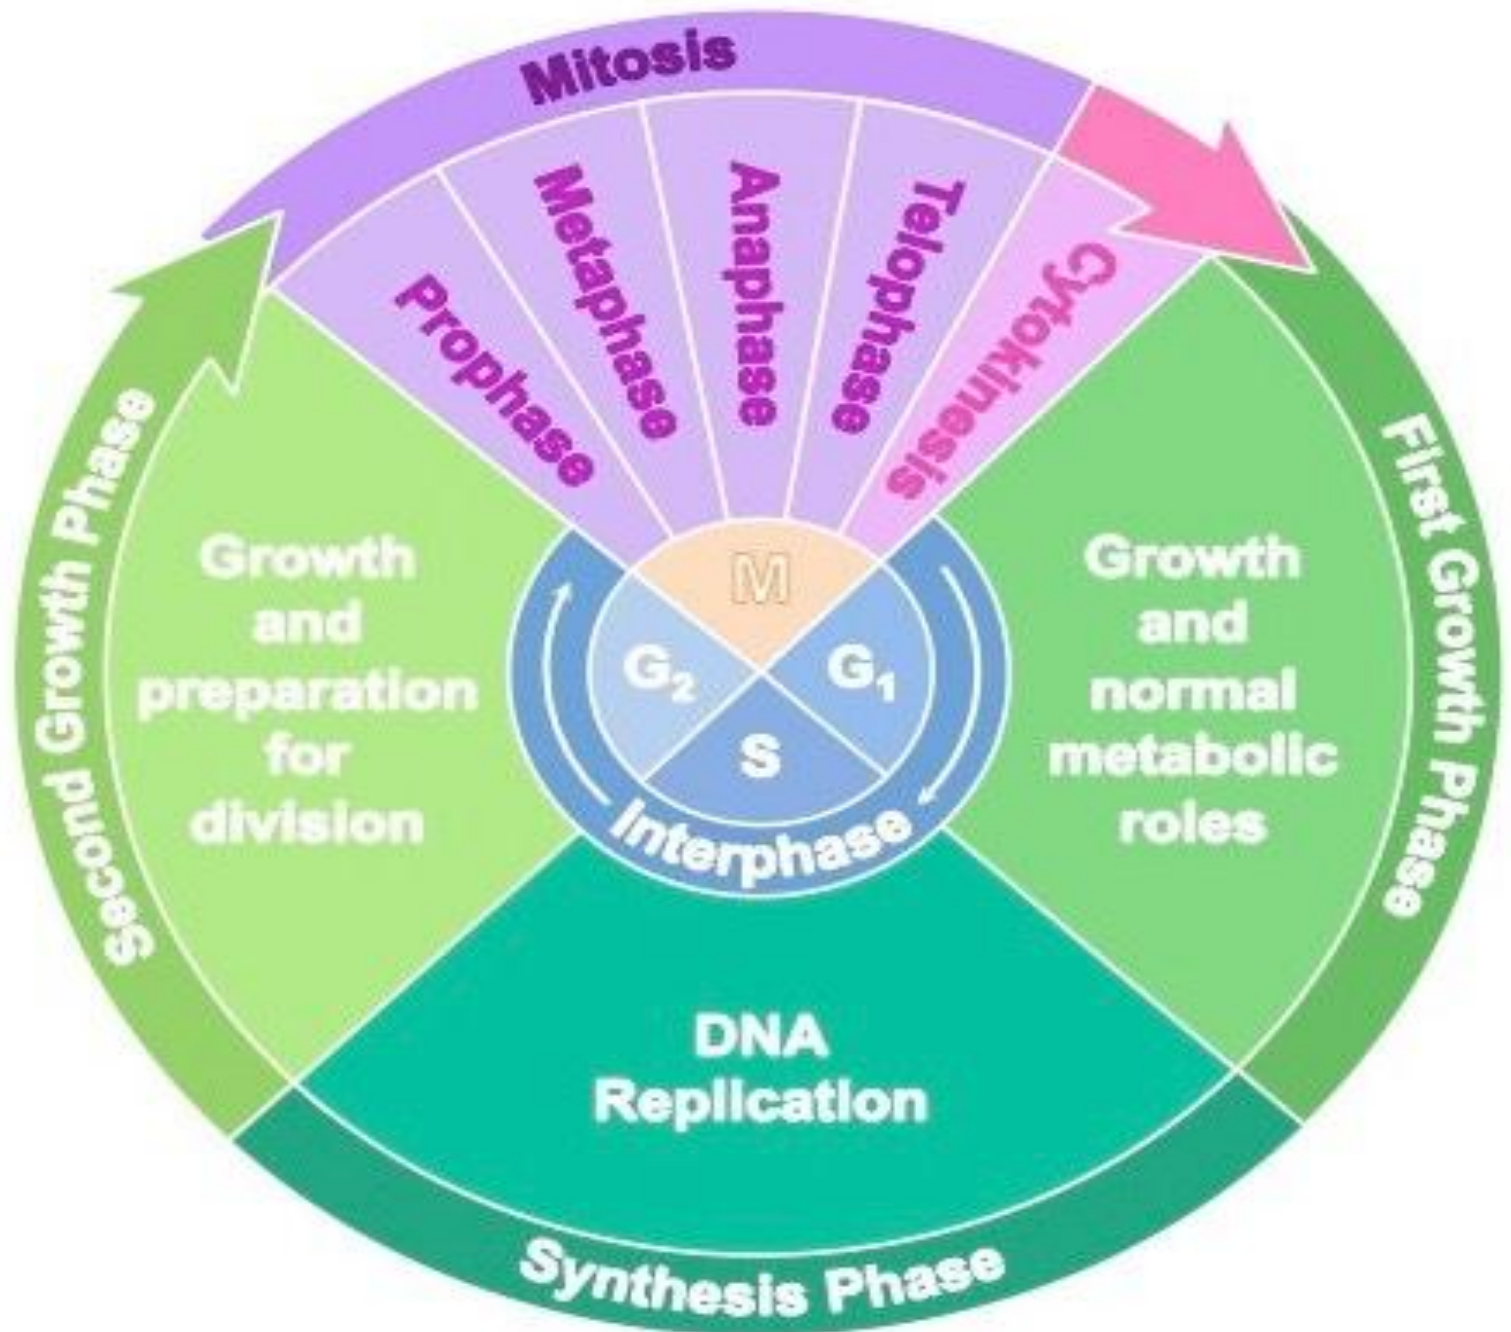 Mitosis
Prophase
Metaphase
Anaphase
Telophase
Cytokinesis
Second Growth Phase
Growth
and
preparation
for
division
M
G₂
G₁
S
Interphase
Growth
and
normal
metabolic
roles
First Growth Phase
DNA
Replication
Synthesis Phase